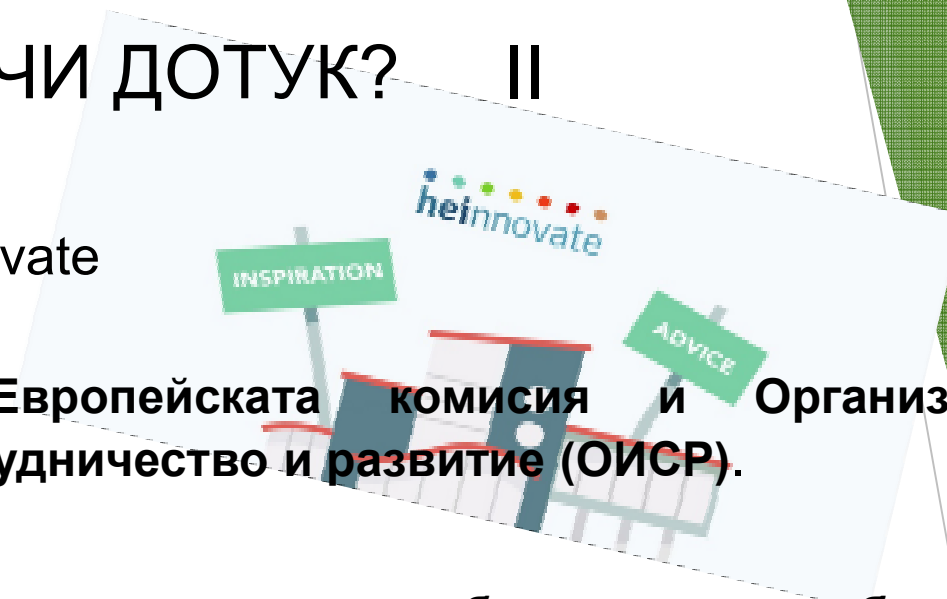 ЧИ ДОТУК? II
heinnovate
vate
INSPIRATION
ADVICE
Европейската комисия и Организ
удничество и развитие (ОИСР).